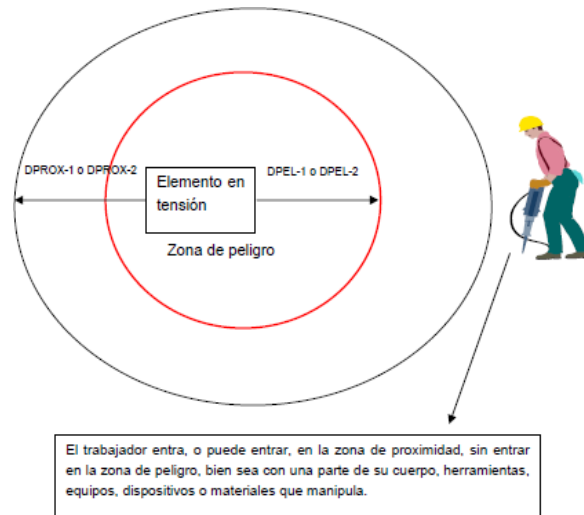 DPROX-1 o DPROX-2
DPEL-1 o DPEL-2
Elemento en
tensión
Zona de peligro
El trabajador entra, o puede entrar, en la zona de proximidad, sin entrar
en la zona de peligro, bien sea con una parte de su cuerpo, herramientas,
equipos, dispositivos o materiales que manipula.